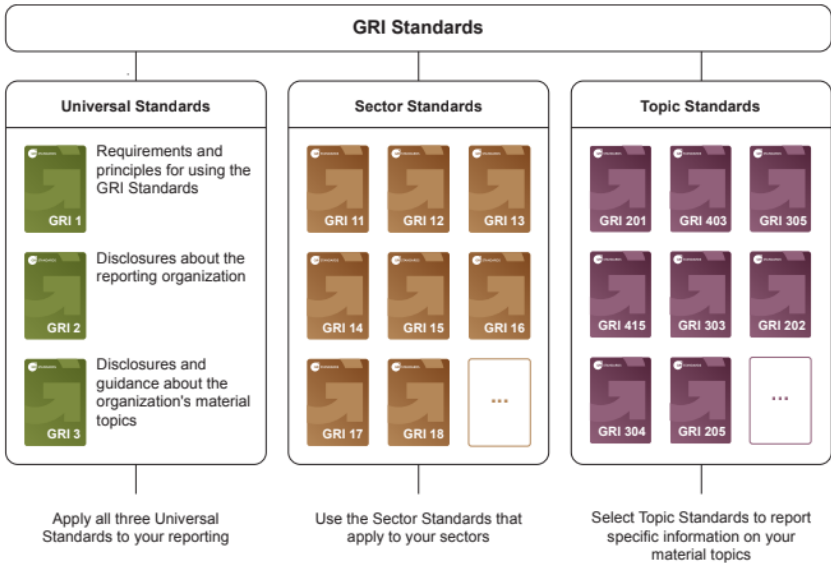 GRI Standards
Universal Standards
GRI 1
Requirements and
principles for using the
GRI Standards
GRI 2
Disclosures about the
reporting organization
GRI 3
Disclosures and
guidance about the
organization's material
topics
Apply all three Universal
Standards to your reporting
Sector Standards
GRI 11
GRI 12
GRI 13
GRI 14
GRI 15
GRI 16
GRI 17
GRI 18
...
Use the Sector Standards that
apply to your sectors
Topic Standards
GRI 201
GRI 403
GRI 305
GRI 415
GRI 303
GRI 202
GRI 304
GRI 205
...
Select Topic Standards to report
specific information on your
material topics